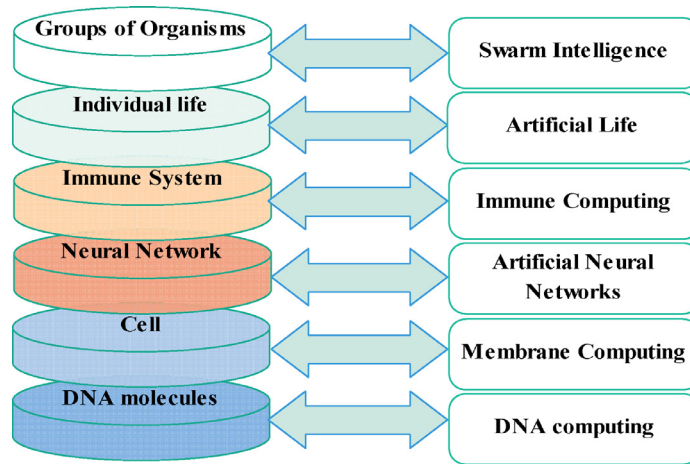 Groups of Organisms
Swarm Intelligence
Individual life
Artificial Life
Immune System
Immune Computing
Neural Network
Artificial Neural
Networks
Cell
Membrane Computing
DNA molecules
DNA computing